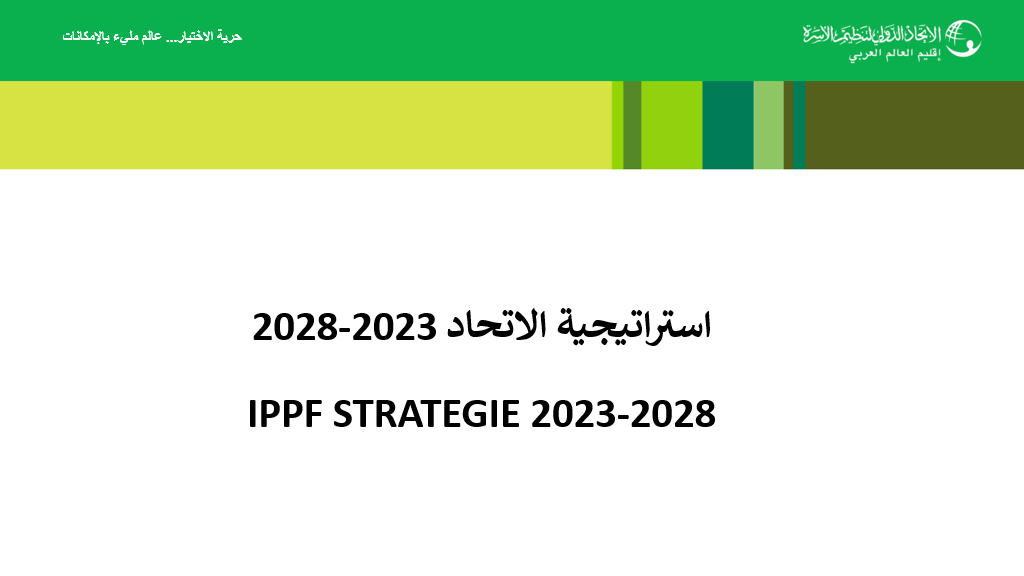 حرية الاختيار... عالم مليء بالإمكانات
الاتحاد الدولي لتنظيم الأسرة
إقليم العالم العربي
استراتيجية الاتحاد 2023-2028
IPPF STRATEGIE 2023-2028